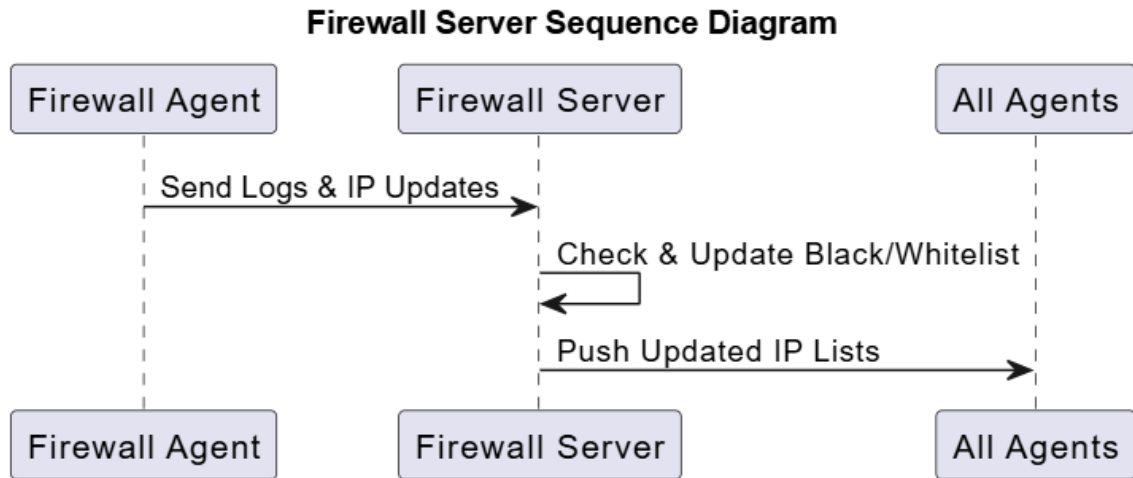 Firewall Server Sequence Diagram
Firewall Agent
Firewall Server
All Agents
Send Logs & IP Updates
Check & Update Black/Whitelist
Push Updated IP Lists
Firewall Agent
Firewall Server
All Agents